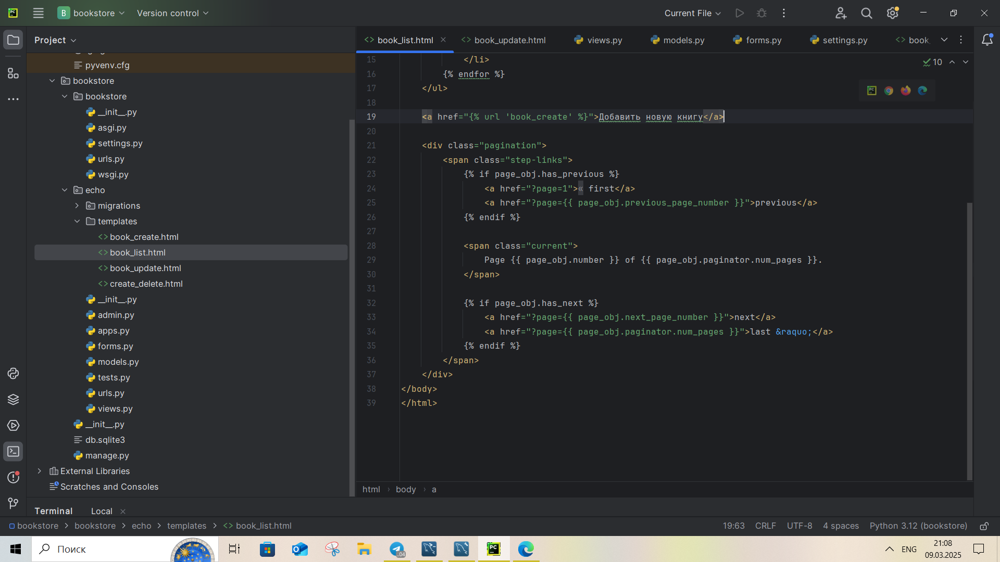 B bookstore Version control Current File
Project
book_list.html book_update.html views.py models.py forms.py settings.py book
pyvenv.cfg
bookstore
bookstore
__init__.py
asgi.py
settings.py
urls.py
wsgi.py
echo
migrations
templates
book_create.html
book_list.html
book_update.html
create_delete.html
__init__.py
admin.py
apps.py
forms.py
models.py
tests.py
urls.py
views.py
__init__.py
db.sqlite3
manage.py
External Libraries
Scratches and Consoles
10
15 </li>
16 {% endfor %}
17 </ul>
18
19 <a href="{% url 'book_create' %}">Добавить новую книгу</a>
20
21 <div class="pagination">
22 <span class="step-links">
23 {% if page_obj.has_previous %}
24 <a href="?page=1">« first</a>
25 <a href="?page={{ page_obj.previous_page_number }}">previous</a>
26 {% endif %}
27
28 <span class="current">
29 Page {{ page_obj.number }} of {{ page_obj.paginator.num_pages }}.
30 </span>
31
32 {% if page_obj.has_next %}
33 <a href="?page={{ page_obj.next_page_number }}">next</a>
34 <a href="?page={{ page_obj.paginator.num_pages }}">last &raquo;</a>
35 {% endif %}
36 </span>
37 </div>
38 </body>
39 </html>
html › body › a
Terminal Local
bookstore > bookstore > echo > templates > book_list.html 19:63 CRLF UTF-8 4 spaces Python 3.12 (bookstore)
Поиск
ENG
21:08
09.03.2025